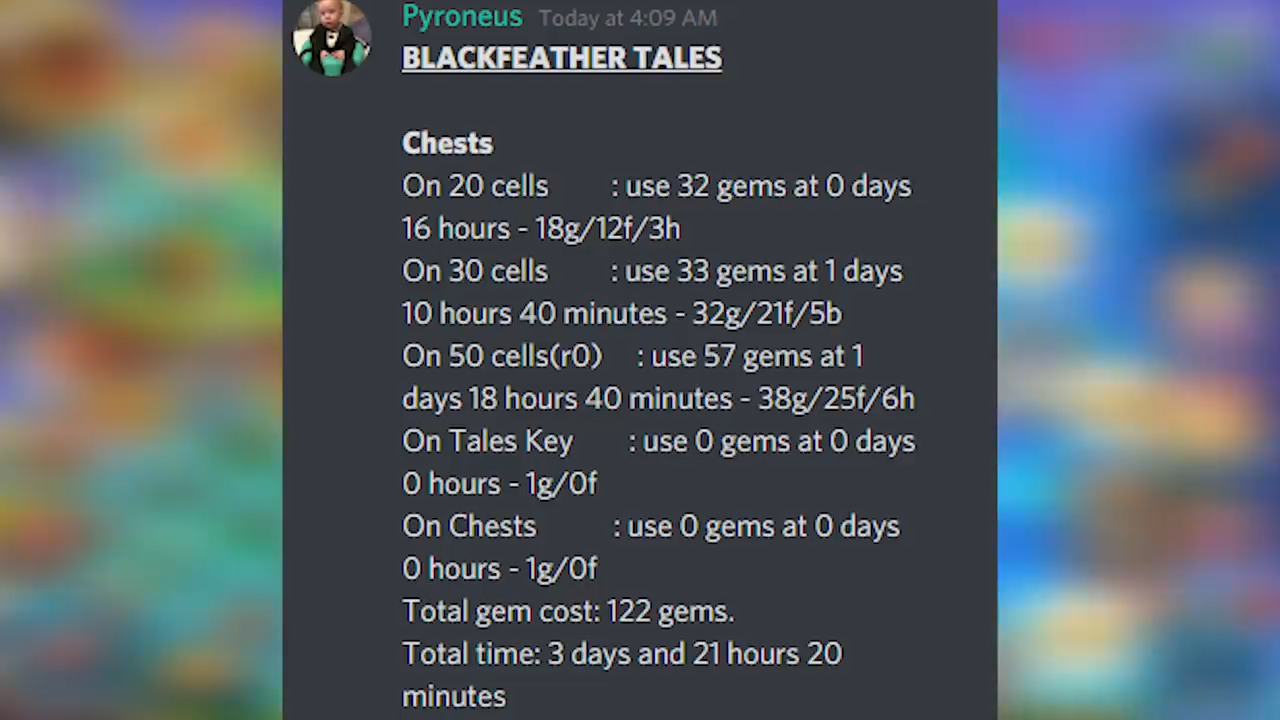 Pyroneus Today at 4:09 AM
BLACKFEATHER TALES
Chests
On 20 cells : use 32 gems at 0 days
16 hours - 18g/12f/3h
On 30 cells : use 33 gems at 1 days
10 hours 40 minutes - 32g/21f/5b
On 50 cells(r0) : use 57 gems at 1
days 18 hours 40 minutes - 38g/25f/6h
On Tales Key : use 0 gems at 0 days
0 hours - 1g/0f
On Chests : use 0 gems at 0 days
0 hours - 1g/0f
Total gem cost: 122 gems.
Total time: 3 days and 21 hours 20
minutes